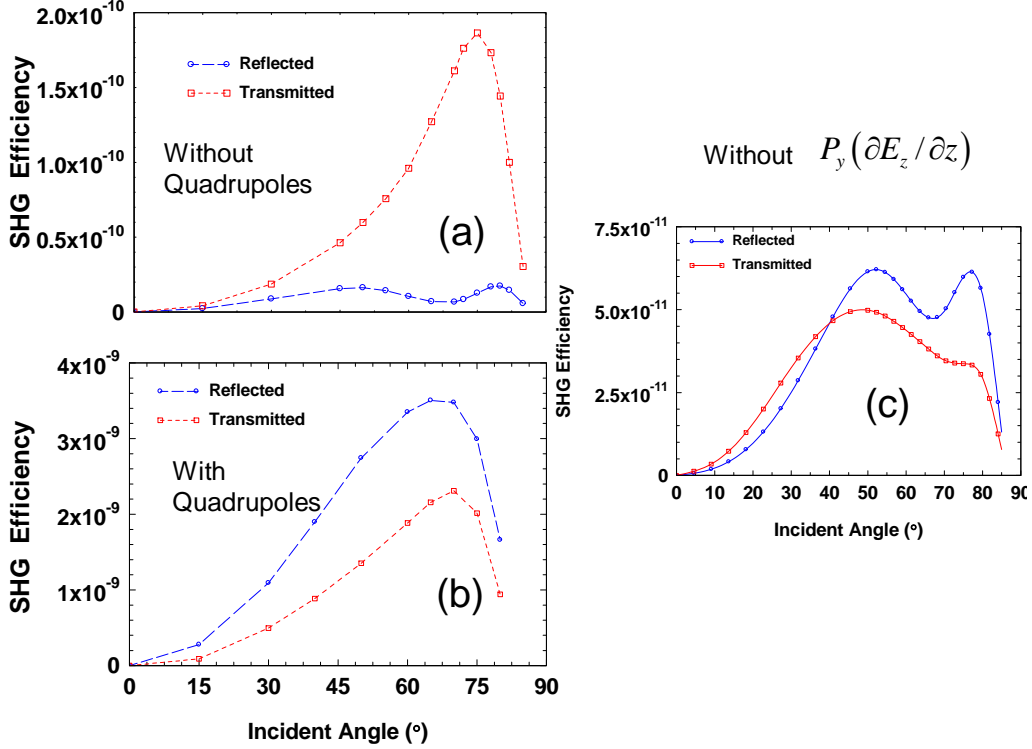 2.0x10-10
1.5x10-10
1.0x10-10
0.5x10-10
0
SHG Efficiency
Reflected
Transmitted
Without
Quadrupoles
(a)
4x10-9
3x10-9
2x10-9
1x10-9
0
SHG Efficiency
Reflected
Transmitted
With
Quadrupoles
(b)
0 15 30 45 60 75 90
Incident Angle (°)
Without P_y(∂E_z/∂z)
7.5x10-11
5.0x10-11
2.5x10-11
0
SHG Efficiency
Reflected
Transmitted
(c)
0 10 20 30 40 50 60 70 80 90
Incident Angle (°)